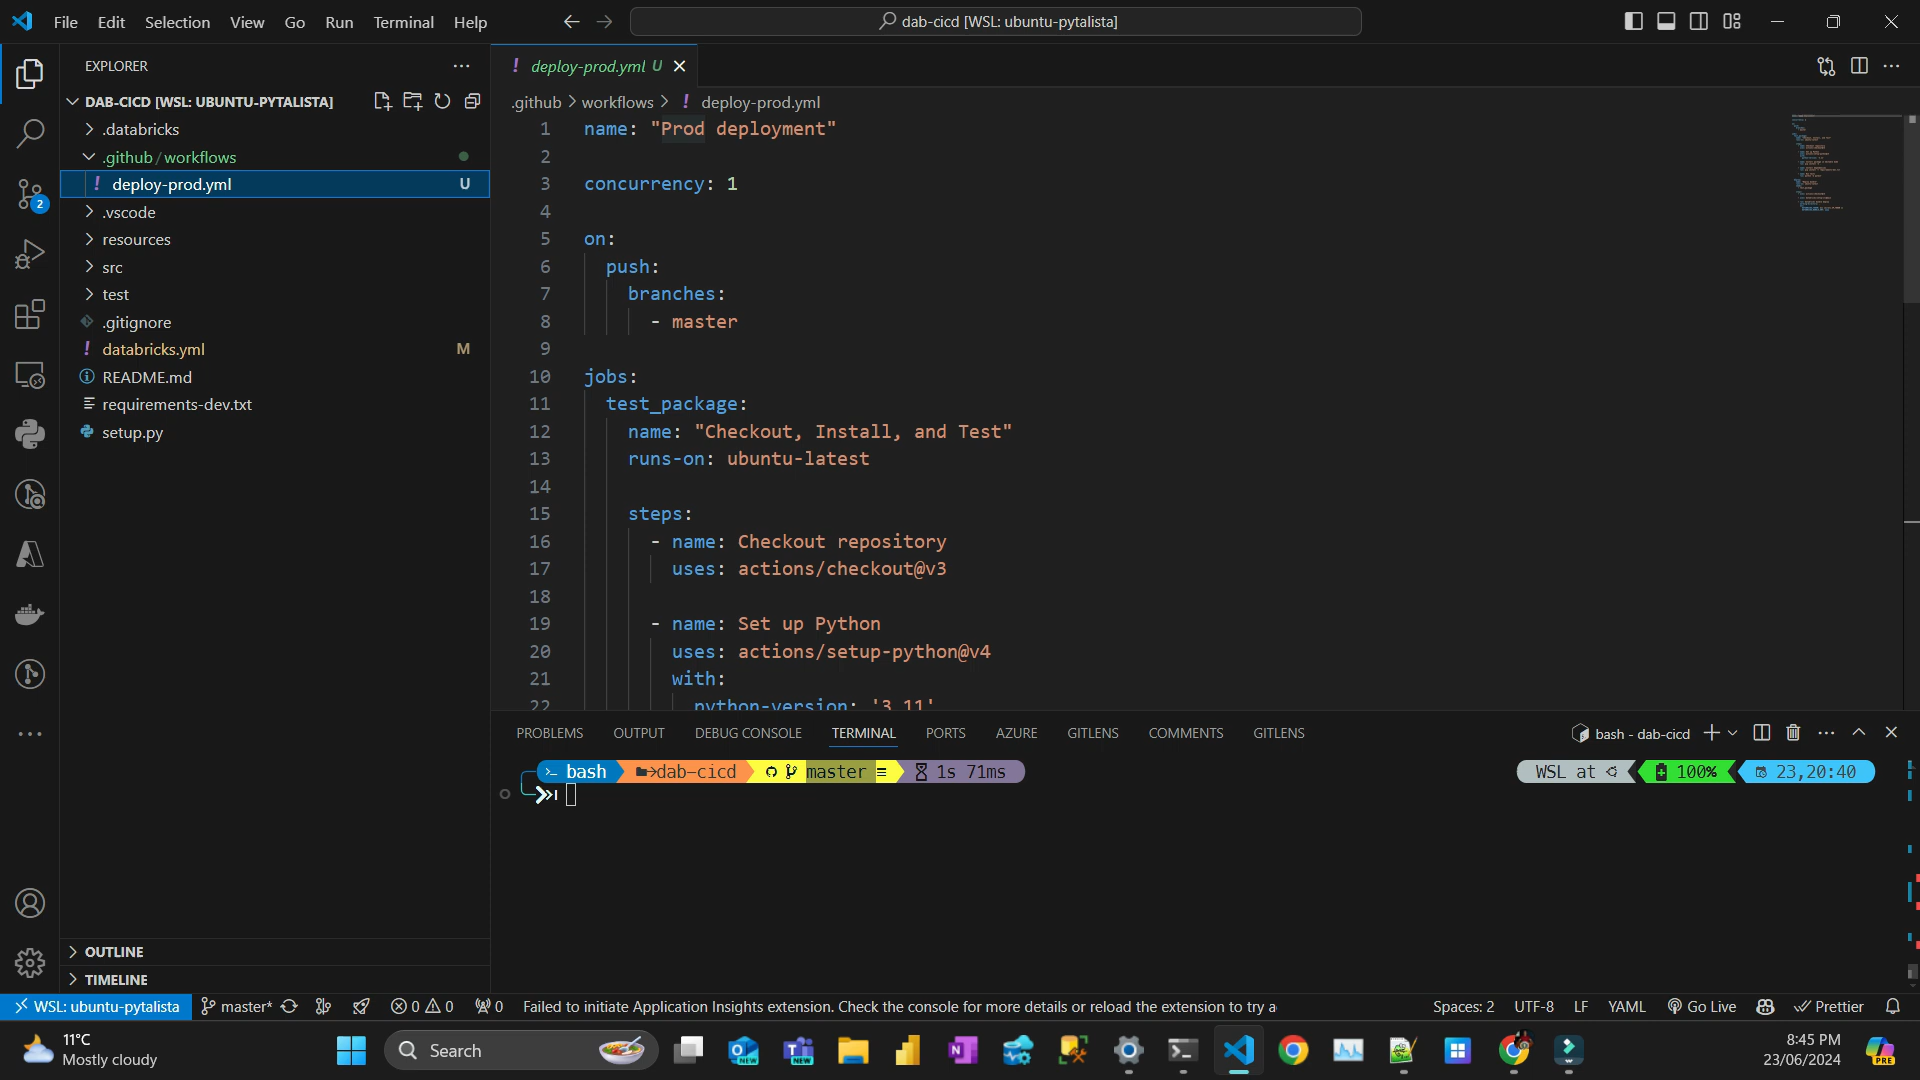 File Edit Selection View Go Run Terminal Help
dab-cicd [WSL: ubuntu-pytalista]
EXPLORER
DAB-CICD [WSL: UBUNTU-PYTALISTA]
.databricks
.github/workflows
! deploy-prod.yml U
.vscode
resources
src
test
.gitignore
! databricks.yml M
README.md
requirements-dev.txt
setup.py
OUTLINE
TIMELINE
2
! deploy-prod.yml U
.github > workflows > ! deploy-prod.yml
1 name: "Prod deployment"
2
3 concurrency: 1
4
5 on:
6 push:
7 branches:
8 - master
9
10 jobs:
11 test_package:
12 name: "Checkout, Install, and Test"
13 runs-on: ubuntu-latest
14
15 steps:
16 - name: Checkout repository
17 uses: actions/checkout@v3
18
19 - name: Set up Python
20 uses: actions/setup-python@v4
21 with:
22 python-version: '3.11'
PROBLEMS OUTPUT DEBUG CONSOLE TERMINAL PORTS AZURE GITLENS COMMENTS GITLENS
bash - dab-cicd
bash dab-cicd master ≡ 1s 71ms
WSL at 100% 23,20:40
WSL: ubuntu-pytalista master* 0 0 0 Failed to initiate Application Insights extension. Check the console for more details or reload the extension to try a
Spaces: 2 UTF-8 LF YAML Go Live Prettier
11°C
Mostly cloudy
Search
NEW
NEW
PRE
8:45 PM
23/06/2024